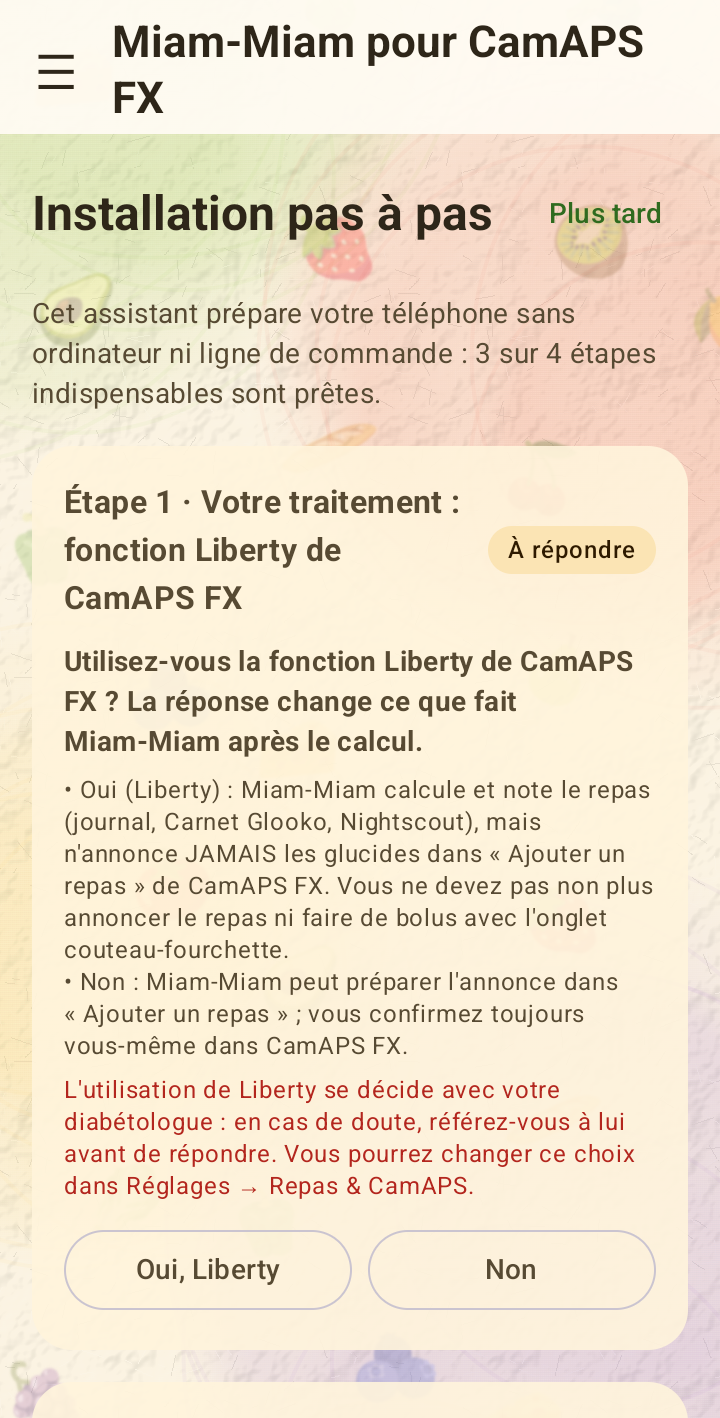 Miam-Miam pour CamAPS
FX
Installation pas à pas
Plus tard
Cet assistant prépare votre téléphone sans
ordinateur ni ligne de commande : 3 sur 4 étapes
indispensables sont prêtes.
Étape 1 · Votre traitement :
fonction Liberty de
CamAPS FX
À répondre
Utilisez-vous la fonction Liberty de CamAPS
FX ? La réponse change ce que fait
Miam-Miam après le calcul.
• Oui (Liberty) : Miam-Miam calcule et note le repas
(journal, Carnet Glooko, Nightscout), mais
n'annonce JAMAIS les glucides dans « Ajouter un
repas » de CamAPS FX. Vous ne devez pas non plus
annoncer le repas ni faire de bolus avec l'onglet
couteau-fourchette.
• Non : Miam-Miam peut préparer l'annonce dans
« Ajouter un repas » ; vous confirmez toujours
vous-même dans CamAPS FX.
L'utilisation de Liberty se décide avec votre
diabétologue : en cas de doute, référez-vous à lui
avant de répondre. Vous pourrez changer ce choix
dans Réglages → Repas & CamAPS.
Oui, Liberty
Non